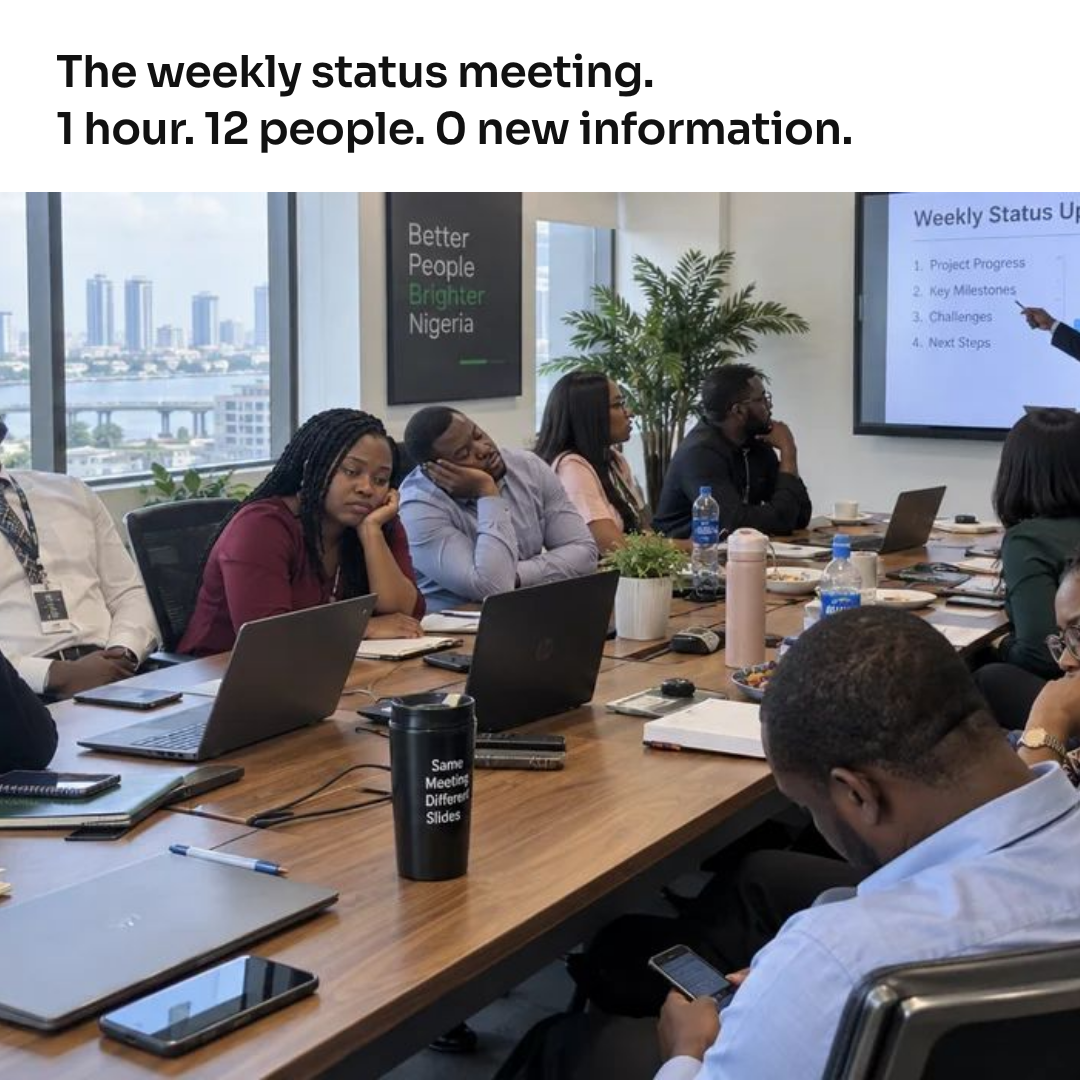 The weekly status meeting.
1 hour. 12 people. 0 new information.
Better
People
Brighter
Nigeria
Weekly Status
1. Project Progress
2. Key Milestones
3. Challenges
4. Next Steps
Same
Meeting
Different
Slides
hp